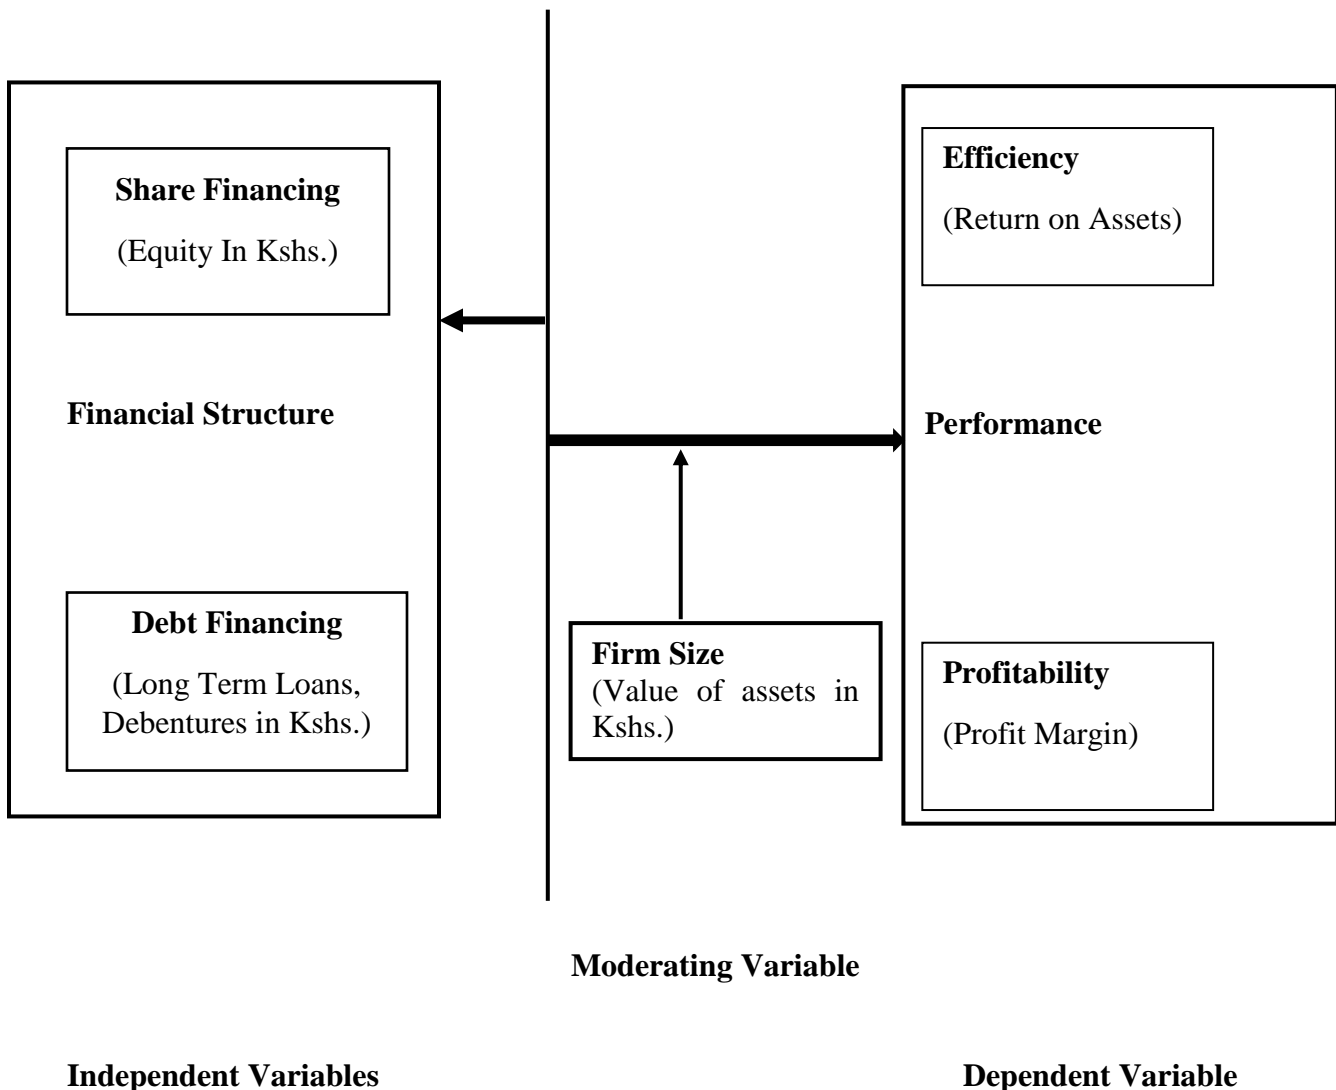 Share Financing
(Equity In Kshs.)
Financial Structure
Debt Financing
(Long Term Loans,
Debentures in Kshs.)
Firm Size
(Value of assets in
Kshs.)
Efficiency
(Return on Assets)
Performance
Profitability
(Profit Margin)
Moderating Variable
Independent Variables
Dependent Variable